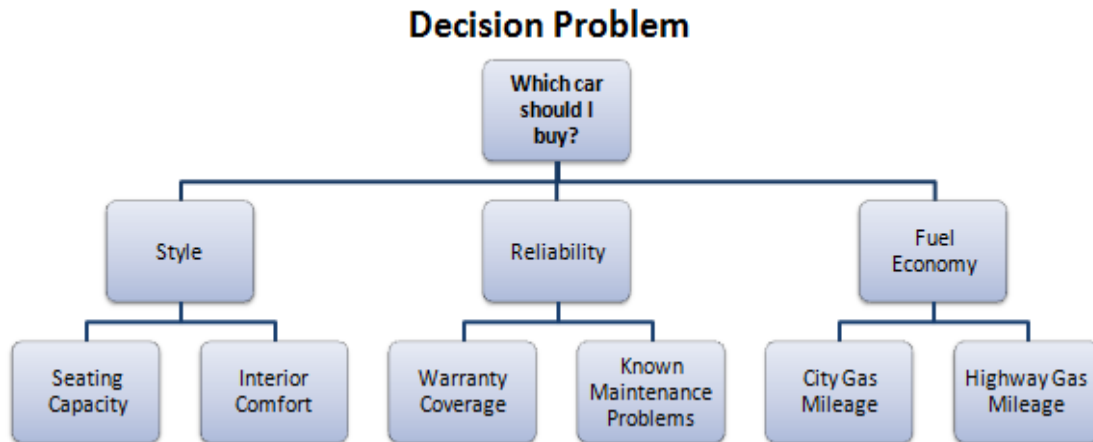 Decision Problem
Which car
should I
buy?
Style
Reliability
Fuel
Economy
Seating
Capacity
Interior
Comfort
Warranty
Coverage
Known
Maintenance
Problems
City Gas
Mileage
Highway Gas
Mileage